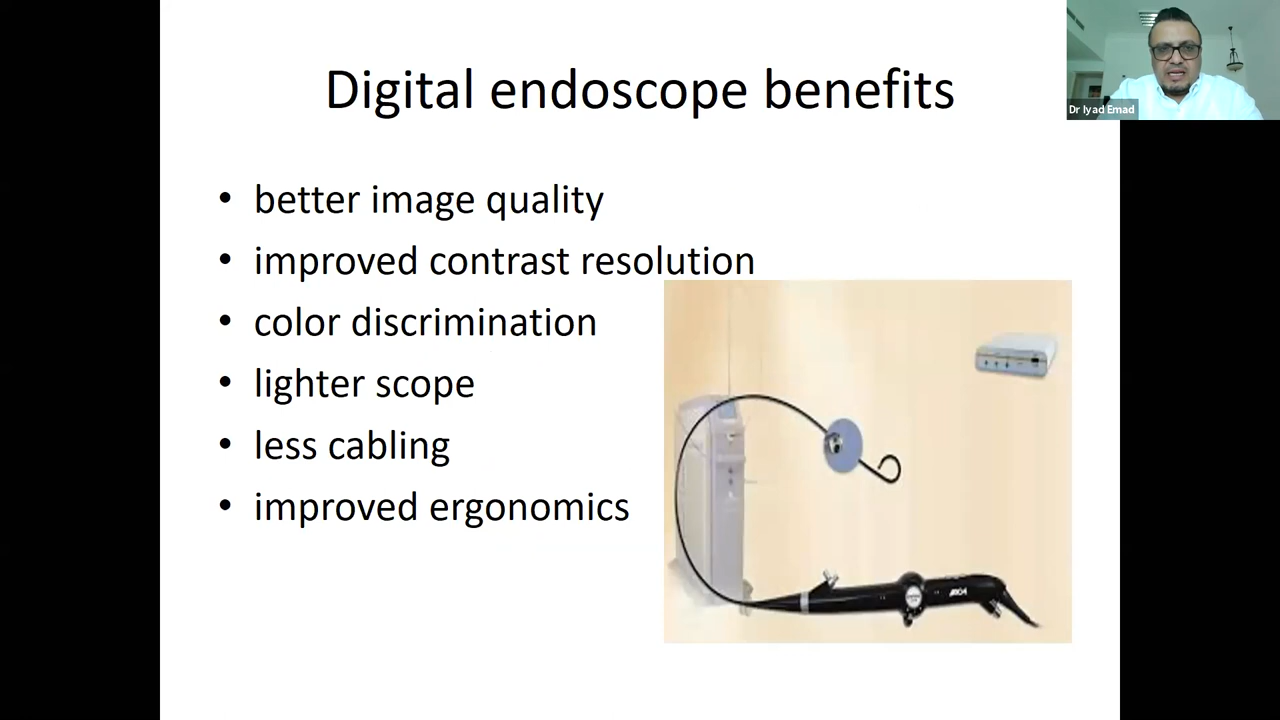 Digital endoscope benefits
Dr Iyad Emad
• better image quality
• improved contrast resolution
• color discrimination
• lighter scope
• less cabling
• improved ergonomics